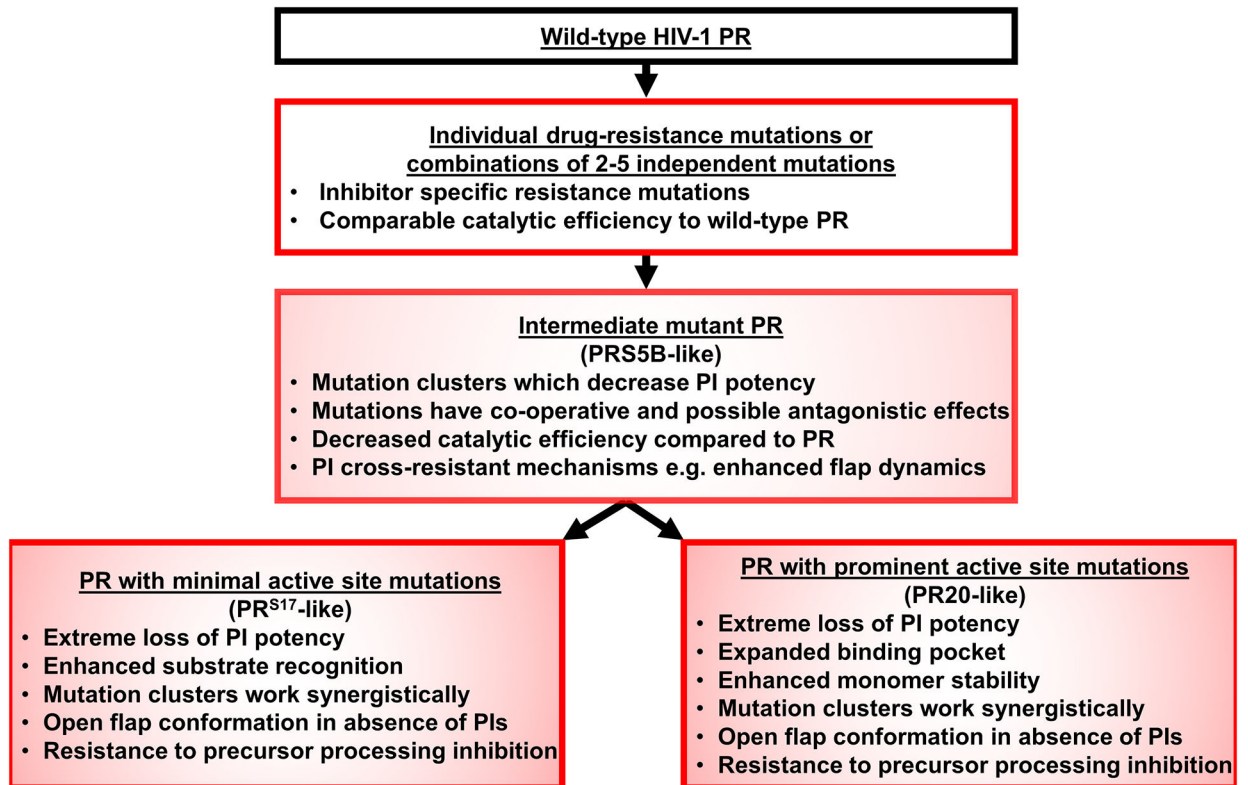 Wild-type HIV-1 PR
Individual drug-resistance mutations or
combinations of 2-5 independent mutations
• Inhibitor specific resistance mutations
• Comparable catalytic efficiency to wild-type PR
Intermediate mutant PR
(PRS5B-like)
• Mutation clusters which decrease PI potency
• Mutations have co-operative and possible antagonistic effects
• Decreased catalytic efficiency compared to PR
• PI cross-resistant mechanisms e.g. enhanced flap dynamics
PR with minimal active site mutations
(PRS17-like)
• Extreme loss of PI potency
• Enhanced substrate recognition
• Mutation clusters work synergistically
• Open flap conformation in absence of PIs
• Resistance to precursor processing inhibition
PR with prominent active site mutations
(PR20-like)
• Extreme loss of PI potency
• Expanded binding pocket
• Enhanced monomer stability
• Mutation clusters work synergistically
• Open flap conformation in absence of PIs
• Resistance to precursor processing inhibition